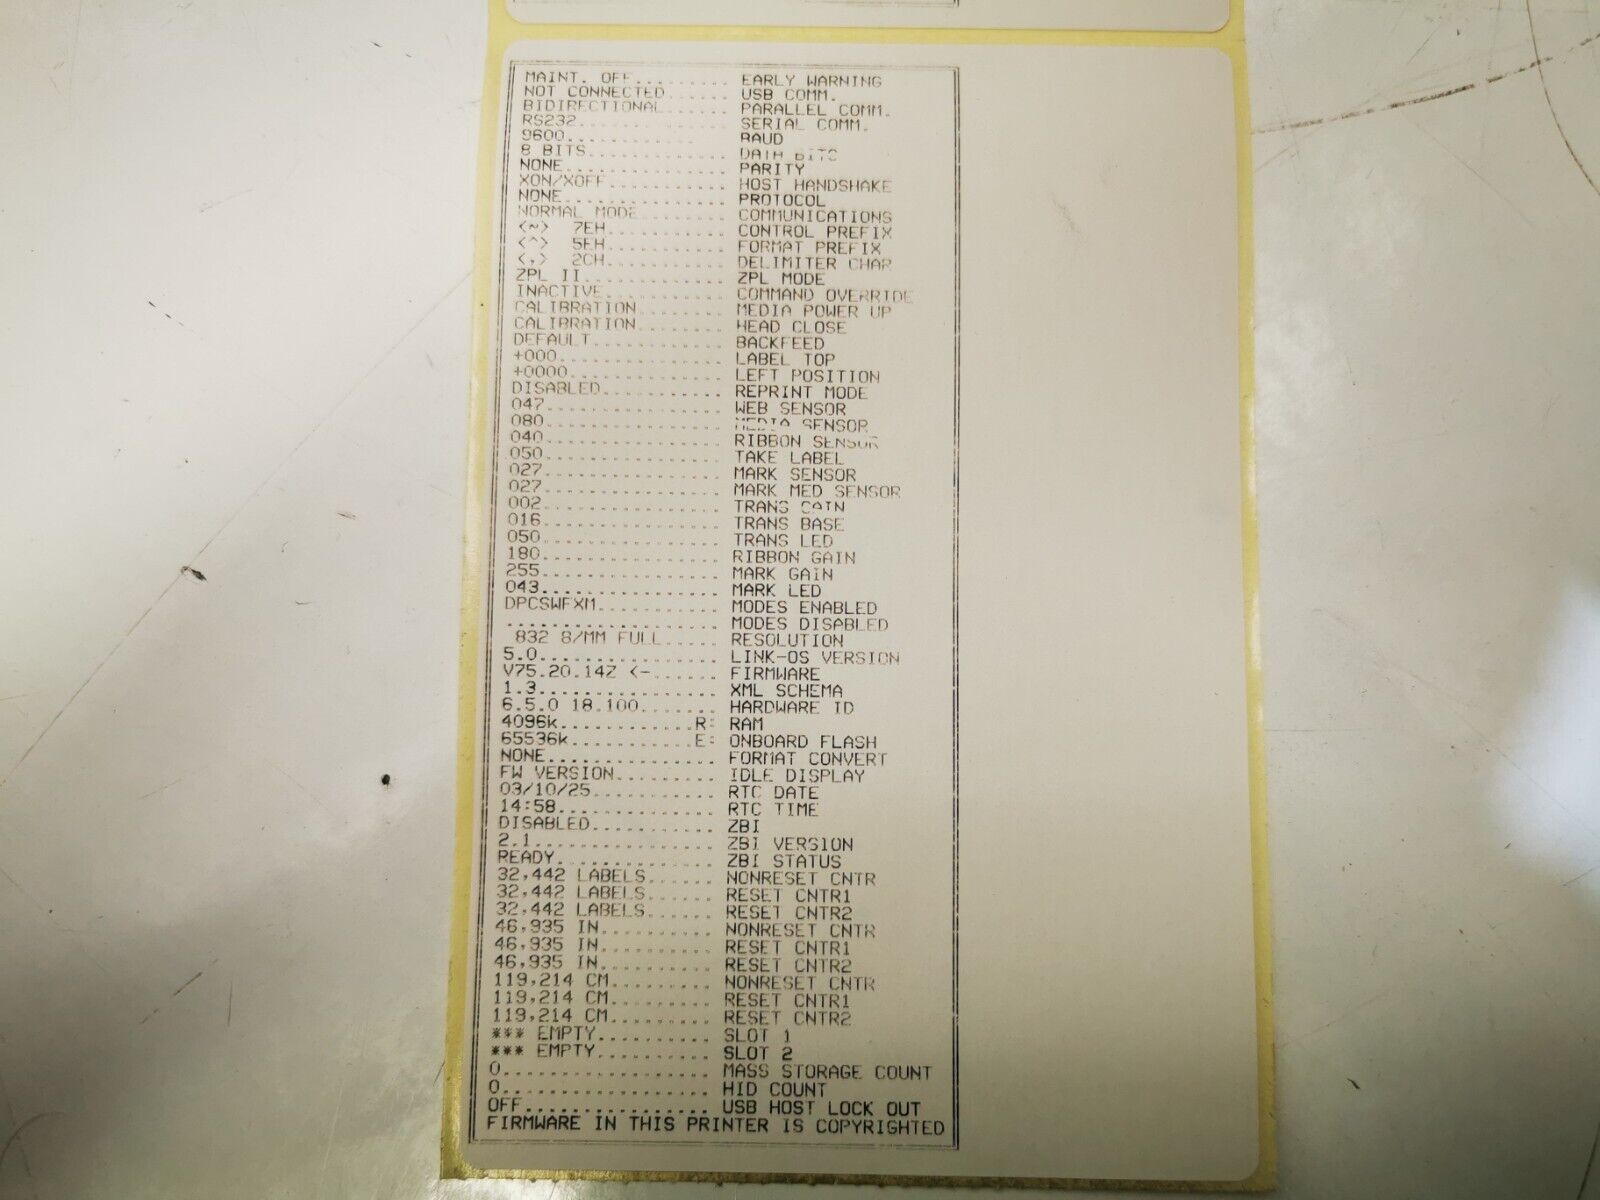 MAINT. OFF......... EARLY WARNING
NOT CONNECTED...... USB COMM.
BIDIRECTIONAL...... PARALLEL COMM.
RS232.............. SERIAL COMM.
9600............ BAUD
8 BITS............. DATA BITS
NONE............... PARITY
XON/XOFF........... HOST HANDSHAKE
NONE............... PROTOCOL
NORMAL MODE........ COMMUNICATIONS
<~> 7EH........... CONTROL PREFIX
<^> 5EH........... FORMAT PREFIX
<,> 2CH........... DELIMITER CHAR
ZPL II............. ZPL MODE
INACTIVE........... COMMAND OVERRIDE
CALIBRATION........ MEDIA POWER UP
CALIBRATION........ HEAD CLOSE
DEFAULT............ BACKFEED
+000............... LABEL TOP
+0000.............. LEFT POSITION
DISABLED........... REPRINT MODE
047................ WEB SENSOR
080................ MEDIA SENSOR
040................ RIBBON SENSOR
050................ TAKE LABEL
027................ MARK SENSOR
027................ MARK MED SENSOR
002................ TRANS GAIN
016................ TRANS BASE
050................ TRANS LED
180................ RIBBON GAIN
255................ MARK GAIN
043................ MARK LED
DPCSWFXM........... MODES ENABLED
................... MODES DISABLED
832 8/MM FULL..... RESOLUTION
5.0................ LINK-OS VERSION
V75.20.14Z <-...... FIRMWARE
1.3................ XML SCHEMA
6.5.0 18.100....... HARDWARE ID
4096k............R: RAM
65536k...........E: ONBOARD FLASH
NONE............... FORMAT CONVERT
FW VERSION......... IDLE DISPLAY
03/10/25........... RTC DATE
14:58.............. RTC TIME
DISABLED........... ZBI
2.1................ ZBI VERSION
READY.............. ZBI STATUS
32,442 LABELS...... NONRESET CNTR
32,442 LABELS...... RESET CNTR1
32,442 LABELS...... RESET CNTR2
46,935 IN.......... NONRESET CNTR
46,935 IN.......... RESET CNTR1
46,935 IN.......... RESET CNTR2
119,214 CM......... NONRESET CNTR
119,214 CM......... RESET CNTR1
119,214 CM......... RESET CNTR2
*** EMPTY.......... SLOT 1
*** EMPTY.......... SLOT 2
0.................. MASS STORAGE COUNT
0.................. HID COUNT
OFF................ USB HOST LOCK OUT
FIRMWARE IN THIS PRINTER IS COPYRIGHTED